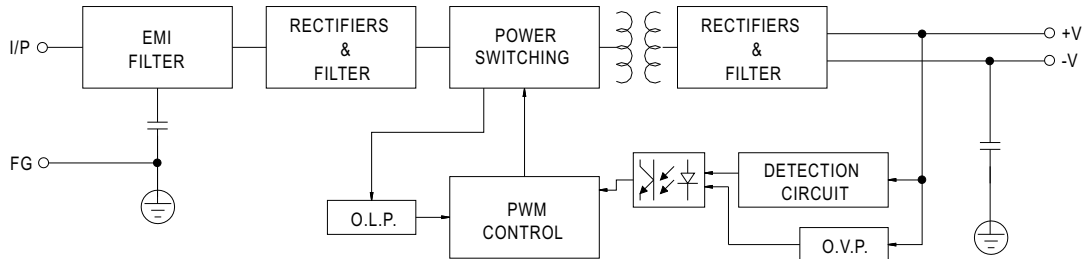 I/P
EMI
FILTER
RECTIFIERS
&
FILTER
POWER
SWITCHING
RECTIFIERS
&
FILTER
+V
-V
FG
O.L.P.
PWM
CONTROL
DETECTION
CIRCUIT
O.V.P.